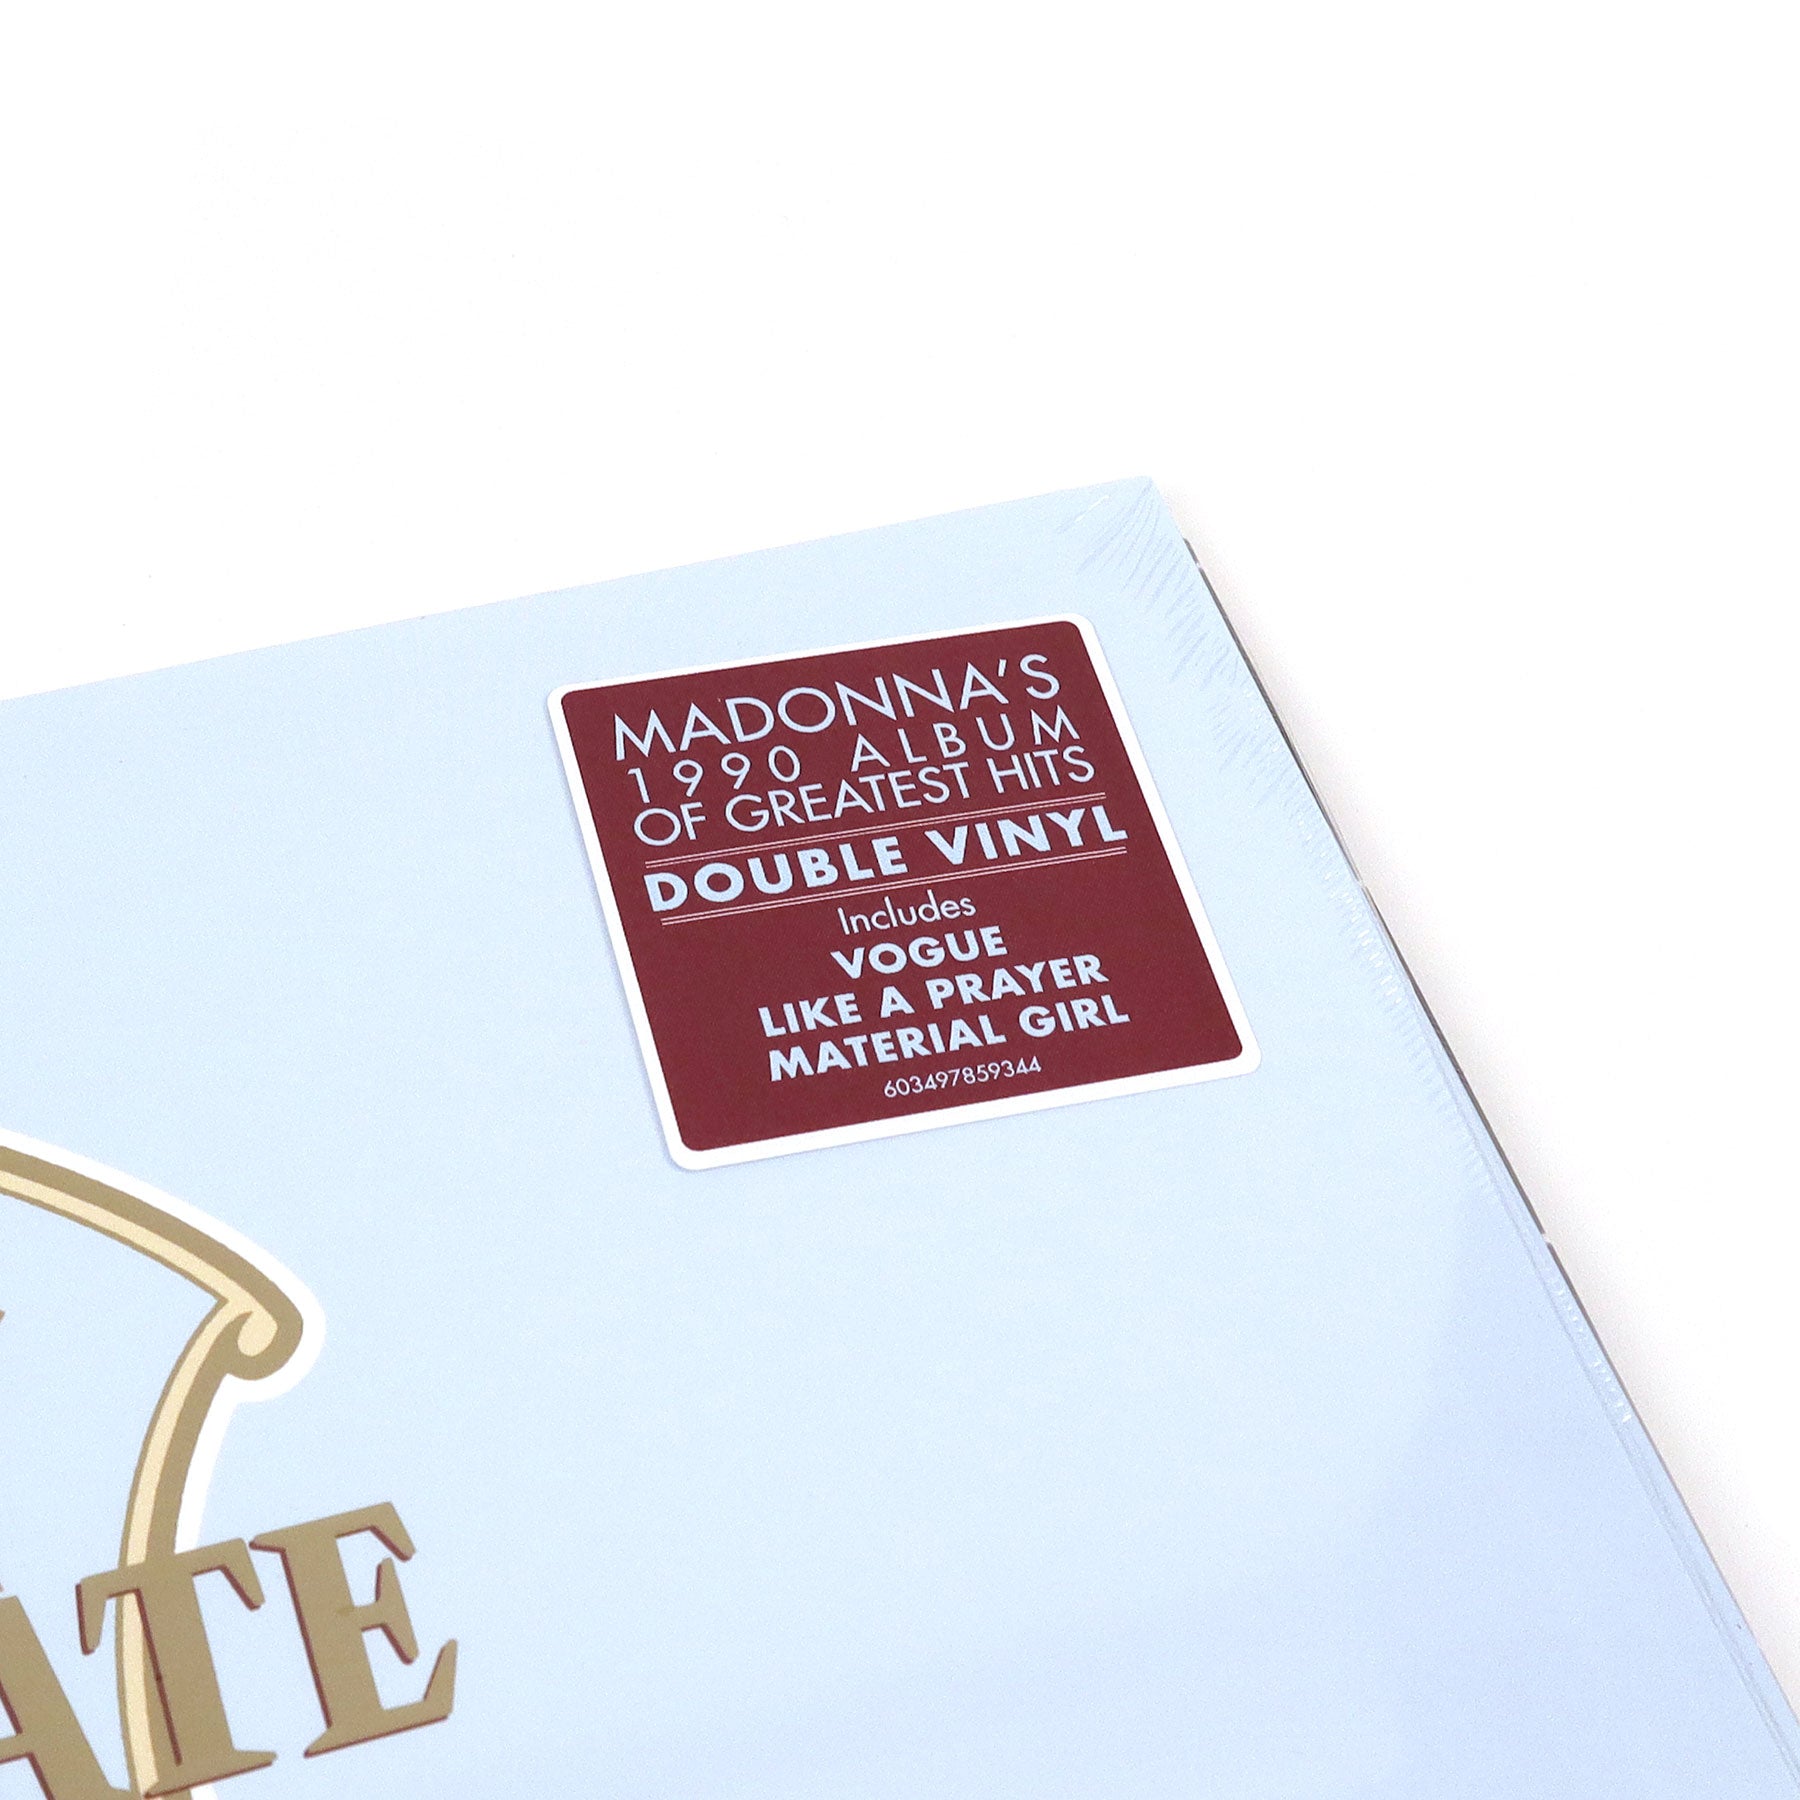 MADONNA'S
1990 ALBUM
OF GREATEST HITS
DOUBLE VINYL
Includes
VOGUE
LIKE A PRAYER
MATERIAL GIRL
603497859344
ATE